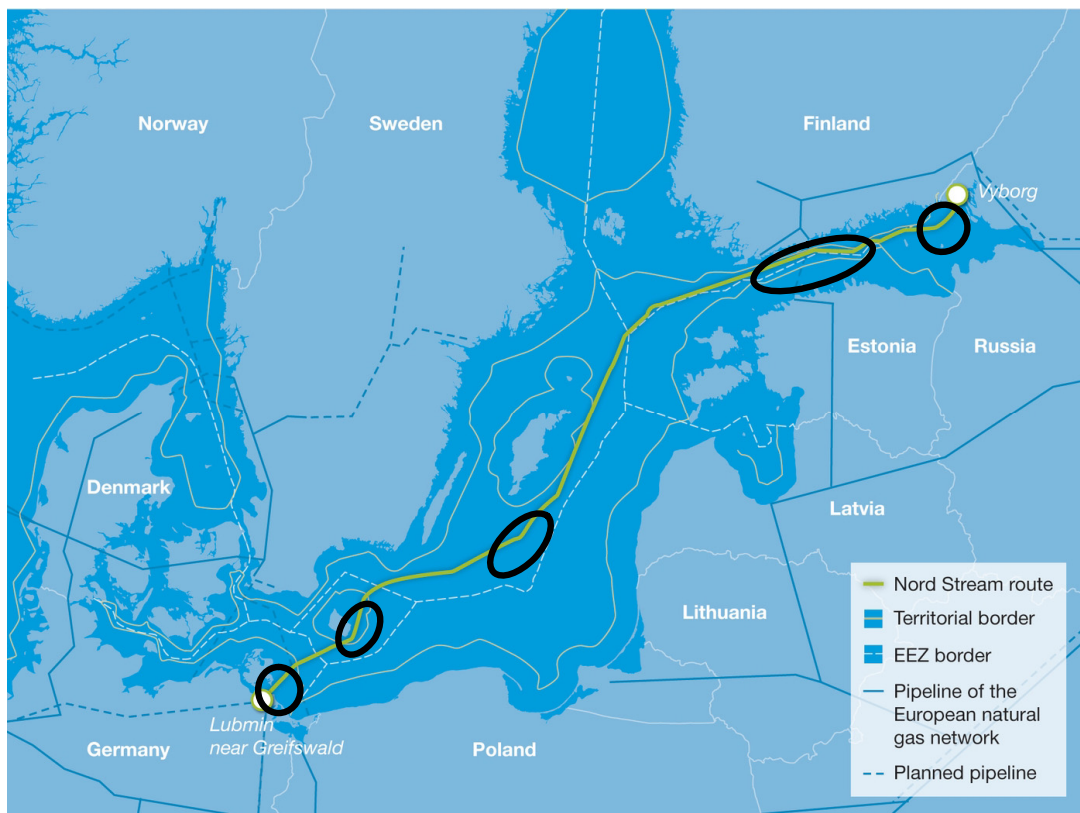 Norway
Sweden
Finland
Vyborg
Estonia
Russia
Denmark
Latvia
Lithuania
Lubmin
near Greifswald
Germany
Poland
Nord Stream route
Territorial border
EEZ border
Pipeline of the
European natural
gas network
Planned pipeline